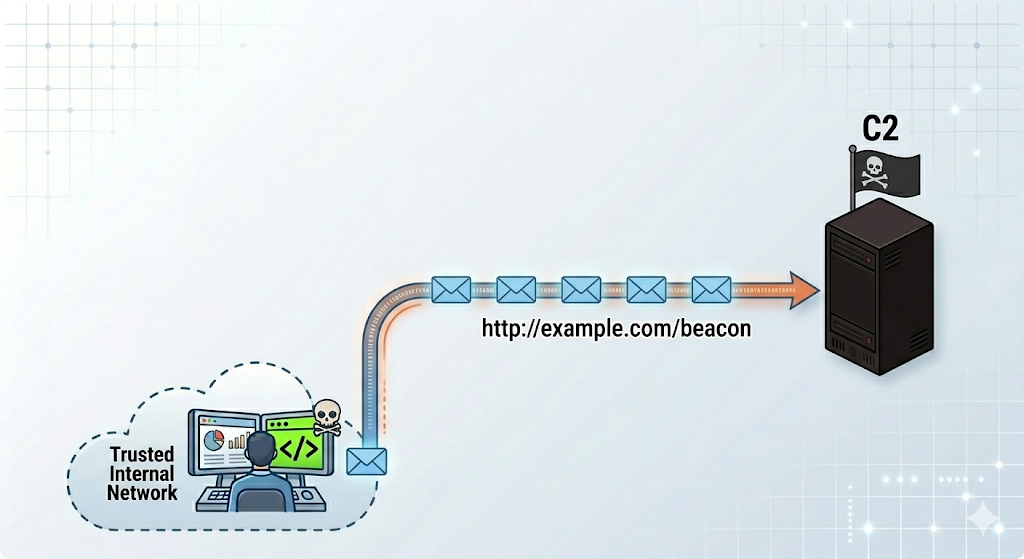 C2
http://example.com/beacon
Trusted
Internal
Network
</>